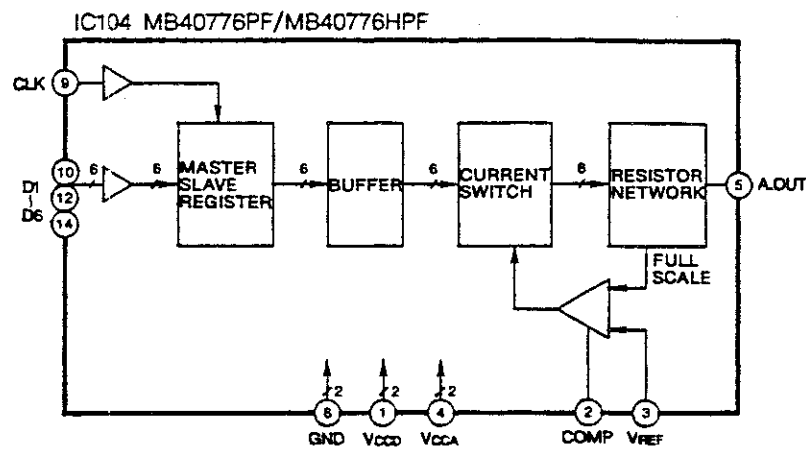 IC104 MB40776PF/MB40776HPF
CLK 9
6 6 6 6 6
10
12
14
D1
~
D6
MASTER
SLAVE
REGISTER
BUFFER
CURRENT
SWITCH
RESISTOR
NETWORK
5 A.OUT
FULL
SCALE
2 2 2
6 1 4 2 3
GND VCCD VCCA COMP VREF